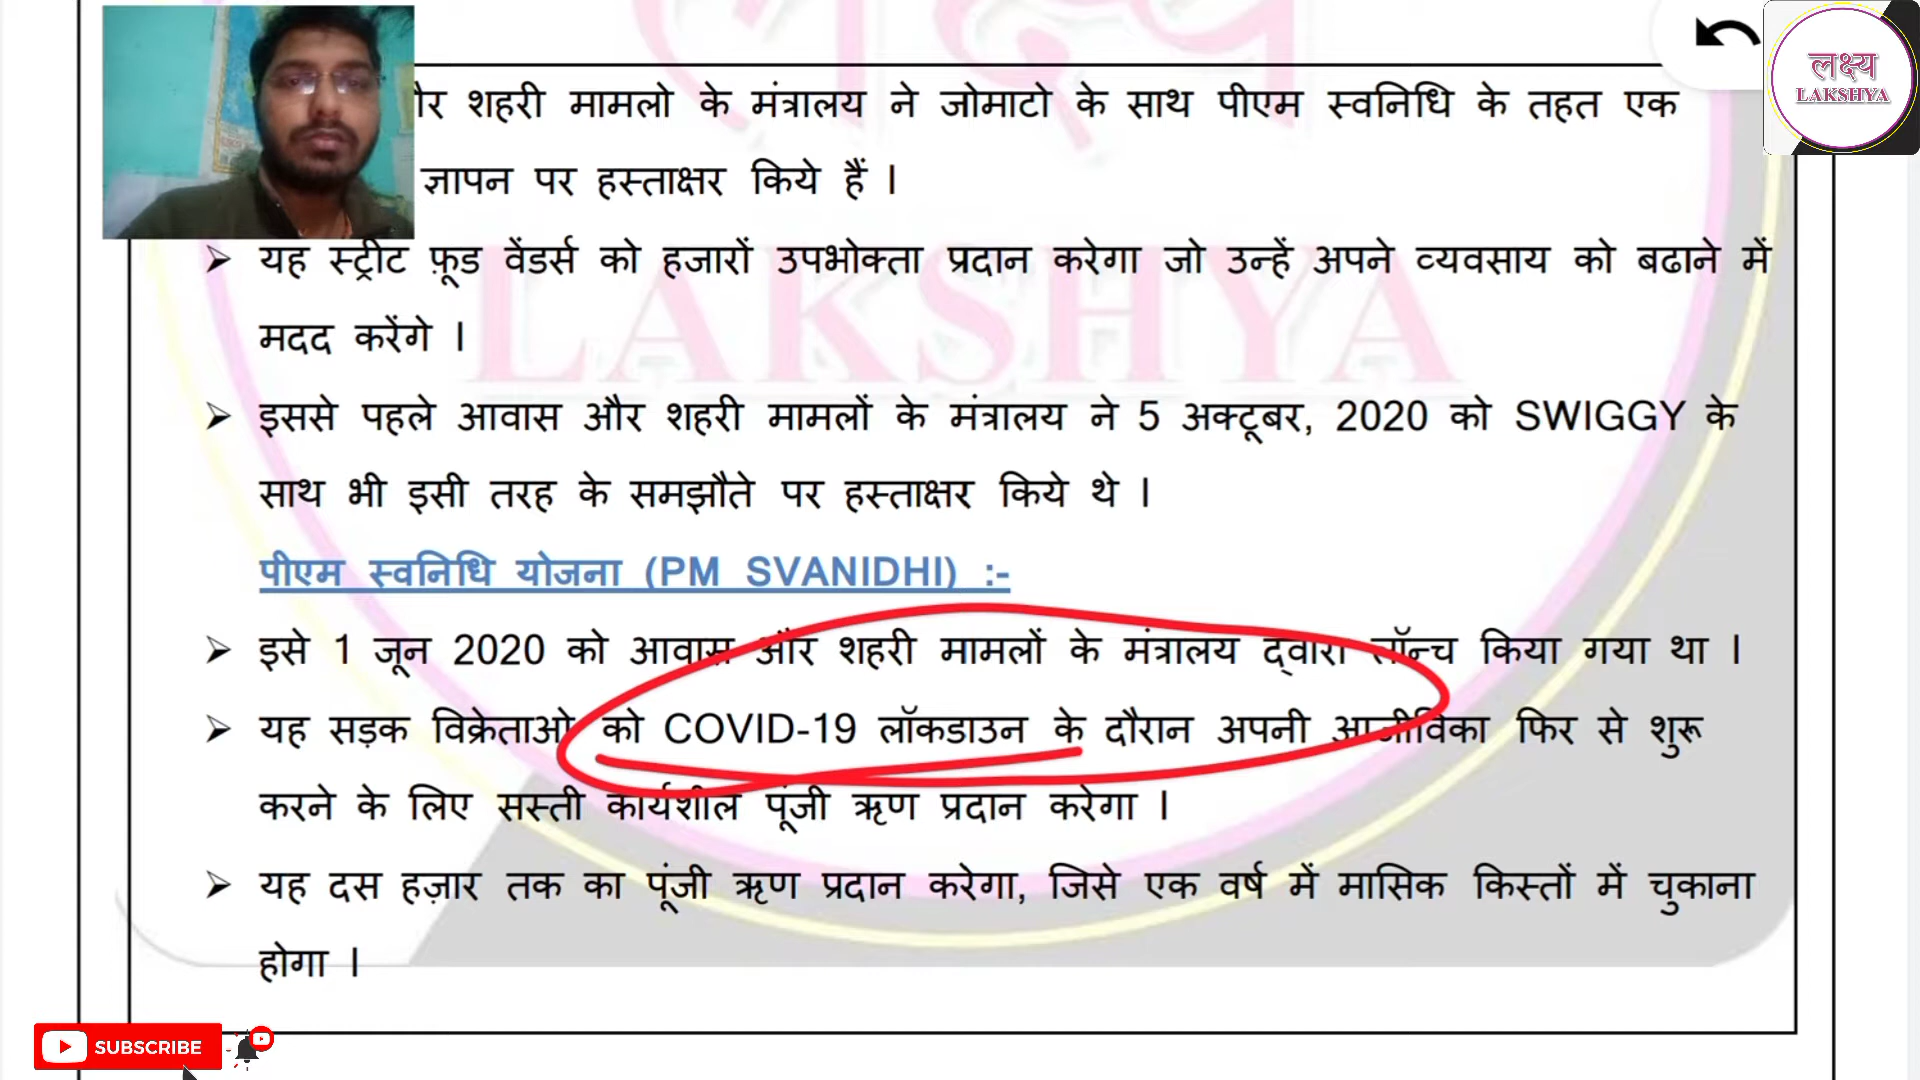 लक्ष्य
LAKSHYA
शहरी मामलो के मंत्रालय ने जोमाटो के साथ पीएम स्वनिधि के तहत एक
ज्ञापन पर हस्ताक्षर किये हैं ।
यह स्ट्रीट फ़ूड वेंडर्स को हजारों उपभोक्ता प्रदान करेगा जो उन्हें अपने व्यवसाय को बढाने में
मदद करेंगे ।
LAKSHYA
इससे पहले आवास और शहरी मामलों के मंत्रालय ने 5 अक्टूबर, 2020 को SWIGGY के
साथ भी इसी तरह के समझौते पर हस्ताक्षर किये थे ।
पीएम स्वनिधि योजना (PM SVANIDHI) :-
इसे 1 जून 2020 को आवास और शहरी मामलों के मंत्रालय द्वारा लॉन्च किया गया था ।
यह सड़क विक्रेताओ को COVID-19 लॉकडाउन के दौरान अपनी आजीविका फिर से शुरू
करने के लिए सस्ती कार्यशील पूंजी ऋण प्रदान करेगा ।
यह दस हज़ार तक का पूंजी ऋण प्रदान करेगा, जिसे एक वर्ष में मासिक किस्तों में चुकाना
होगा ।
SUBSCRIBE